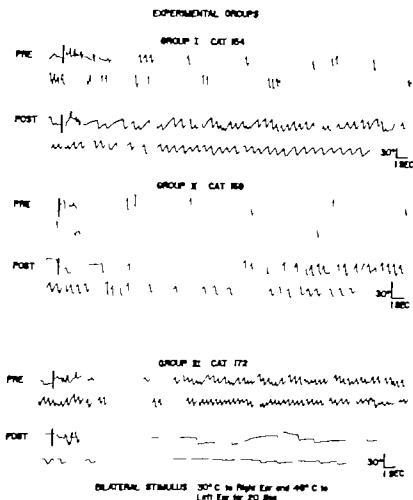 EXPERIMENTAL GROUPS
GROUP I CAT 164
PRE
POST
30°
1 SEC
GROUP II CAT 169
PRE
POST
30°
1 SEC
GROUP III CAT 172
PRE
POST
30°
1 SEC
BILATERAL STIMULUS 30° C to Right Ear and 46° C to
Left Ear for 20 Sec